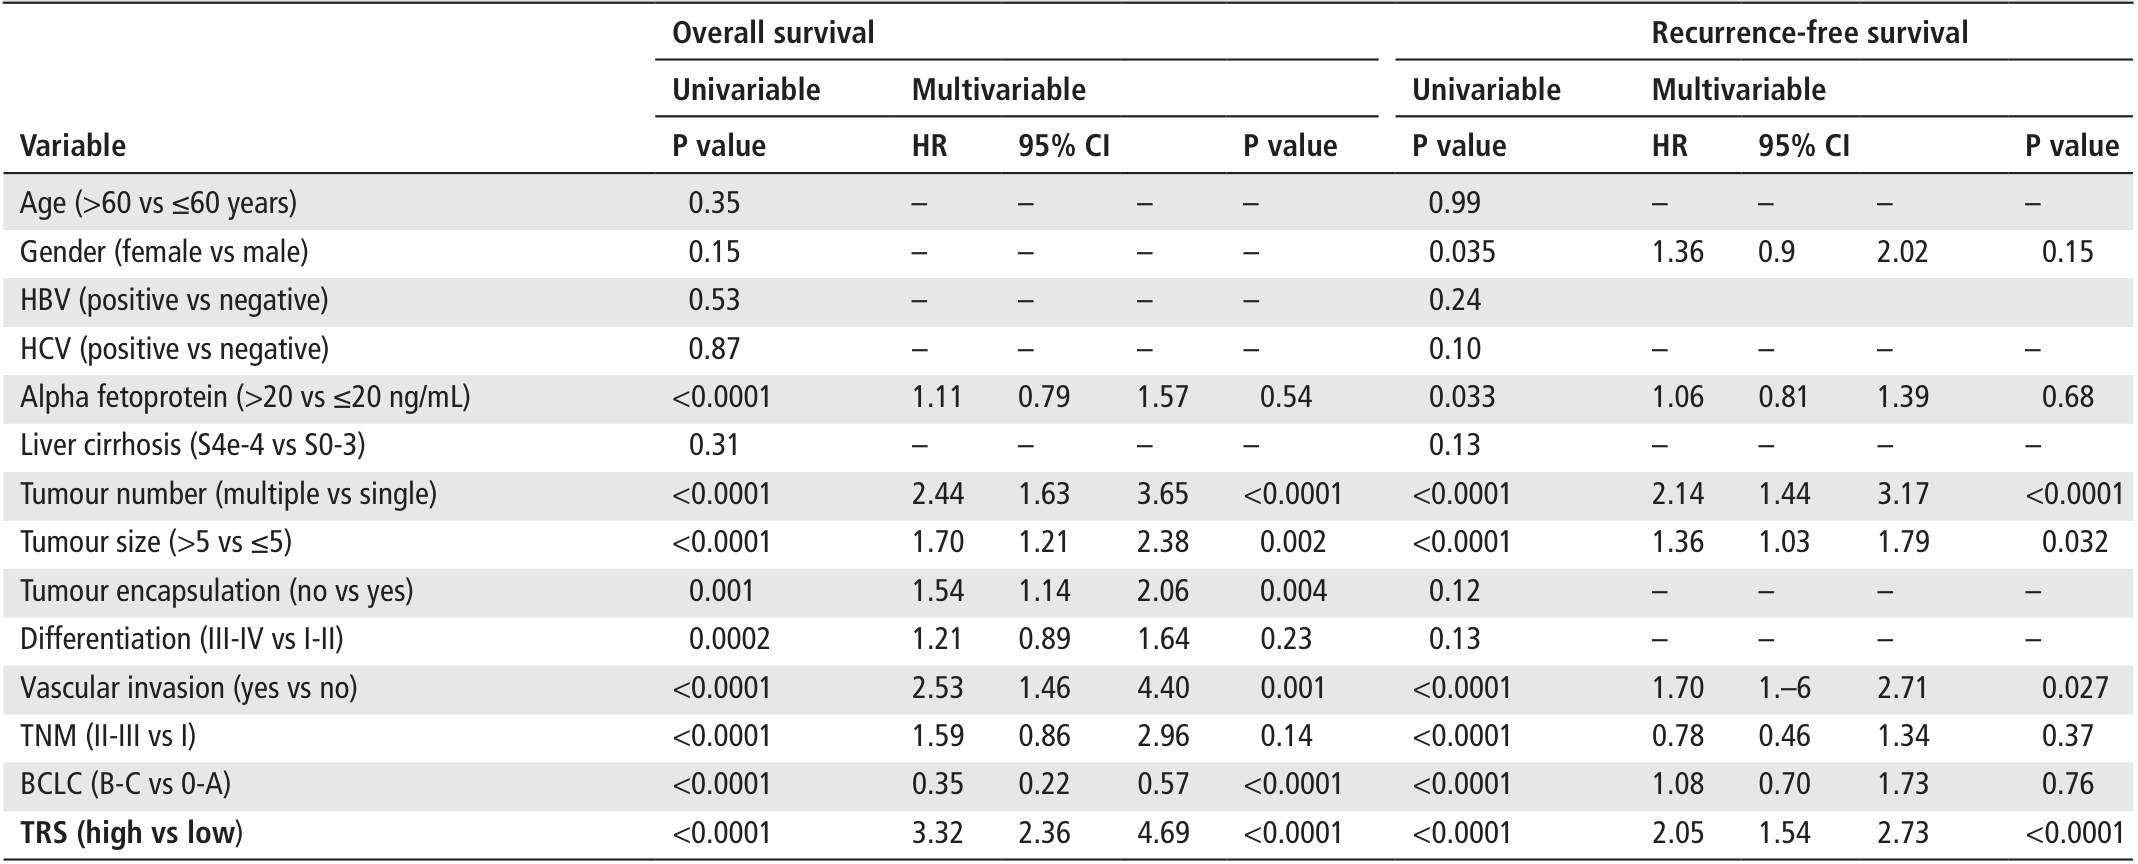 Overall survival Recurrence-free survival
Univariable Multivariable Univariable Multivariable
Variable P value HR 95% CI P value P value HR 95% CI P value
Age (>60 vs ≤60 years) 0.35 – – – – 0.99 – – – –
Gender (female vs male) 0.15 – – – – 0.035 1.36 0.9 2.02 0.15
HBV (positive vs negative) 0.53 – – – – 0.24
HCV (positive vs negative) 0.87 – – – – 0.10 – – – –
Alpha fetoprotein (>20 vs ≤20 ng/mL) <0.0001 1.11 0.79 1.57 0.54 0.033 1.06 0.81 1.39 0.68
Liver cirrhosis (S4e-4 vs S0-3) 0.31 – – – – 0.13 – – – –
Tumour number (multiple vs single) <0.0001 2.44 1.63 3.65 <0.0001 <0.0001 2.14 1.44 3.17 <0.0001
Tumour size (>5 vs ≤5) <0.0001 1.70 1.21 2.38 0.002 <0.0001 1.36 1.03 1.79 0.032
Tumour encapsulation (no vs yes) 0.001 1.54 1.14 2.06 0.004 0.12 – – – –
Differentiation (III-IV vs I-II) 0.0002 1.21 0.89 1.64 0.23 0.13 – – – –
Vascular invasion (yes vs no) <0.0001 2.53 1.46 4.40 0.001 <0.0001 1.70 1.–6 2.71 0.027
TNM (II-III vs I) <0.0001 1.59 0.86 2.96 0.14 <0.0001 0.78 0.46 1.34 0.37
BCLC (B-C vs 0-A) <0.0001 0.35 0.22 0.57 <0.0001 <0.0001 1.08 0.70 1.73 0.76
TRS (high vs low) <0.0001 3.32 2.36 4.69 <0.0001 <0.0001 2.05 1.54 2.73 <0.0001